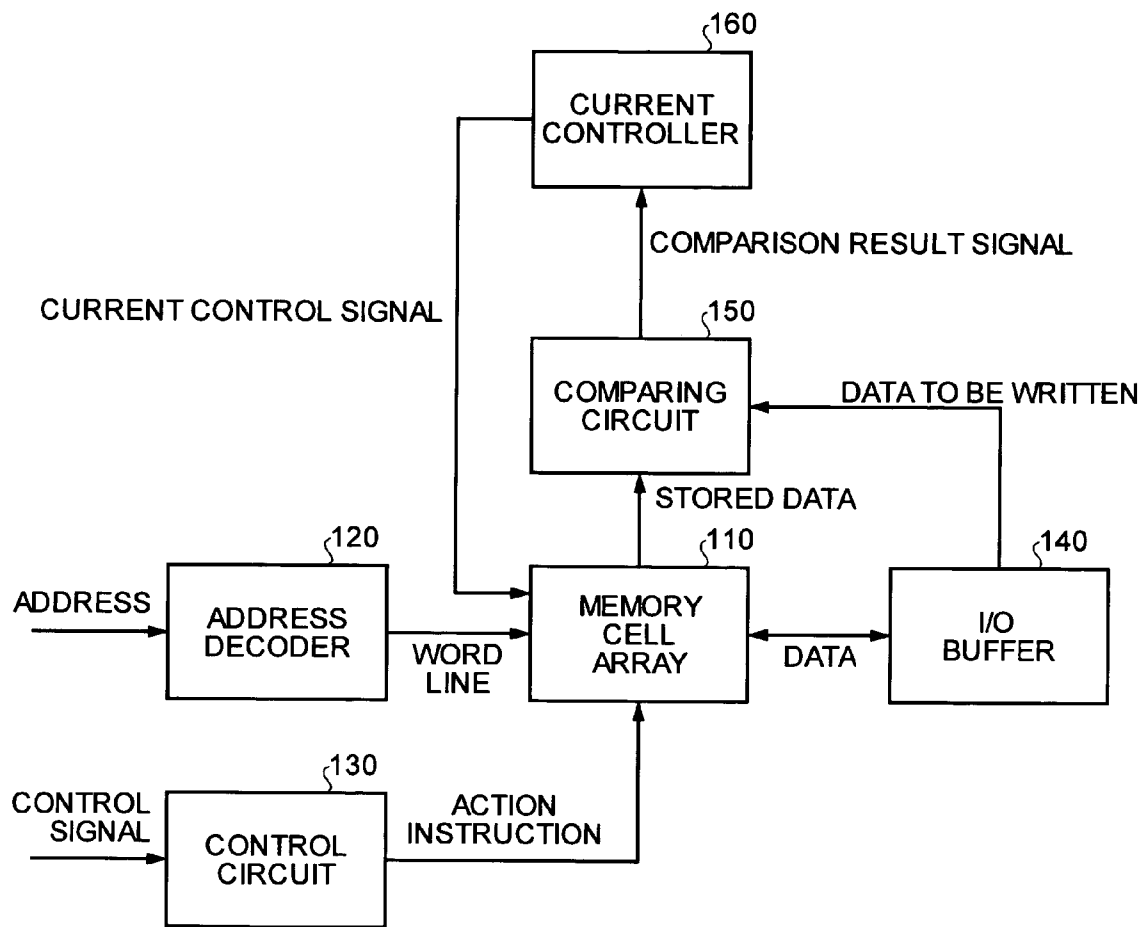 160
CURRENT
CONTROLLER
COMPARISON RESULT SIGNAL
CURRENT CONTROL SIGNAL
150
COMPARING
CIRCUIT
DATA TO BE WRITTEN
STORED DATA
120
110
140
ADDRESS
ADDRESS
DECODER
WORD
LINE
MEMORY
CELL
ARRAY
DATA
I/O
BUFFER
130
CONTROL
SIGNAL
CONTROL
CIRCUIT
ACTION
INSTRUCTION